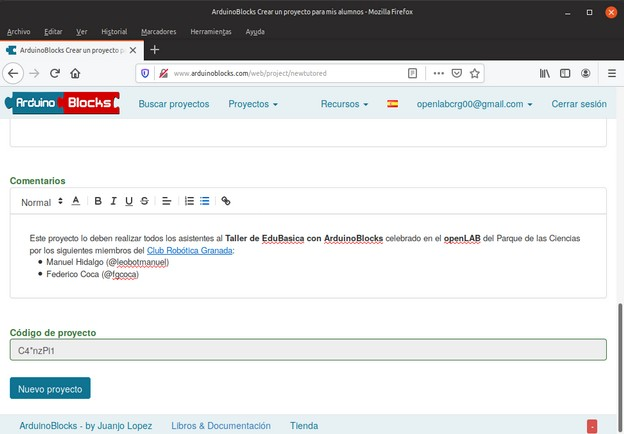 ArduinoBlocks Crear un proyecto para mis alumnos - Mozilla Firefox
Archivo Editar Ver Historial Marcadores Herramientas Ayuda
ArduinoBlocks Crear un proyecto p
www.arduinoblocks.com/web/project/newtutored
Arduino Blocks Buscar proyectos Proyectos Recursos openlabcrg00@gmail.com Cerrar sesión
Comentarios
Normal A B I U S
Este proyecto lo deben realizar todos los asistentes al Taller de EduBasica con ArduinoBlocks celebrado en el openLAB del Parque de las Ciencias
por los siguientes miembros del Club Robótica Granada:
• Manuel Hidalgo (@leobotmanuel)
• Federico Coca (@fgcoca)
Código de proyecto
C4*nzPi1
Nuevo proyecto
ArduinoBlocks - by Juanjo Lopez Libros & Documentación Tienda